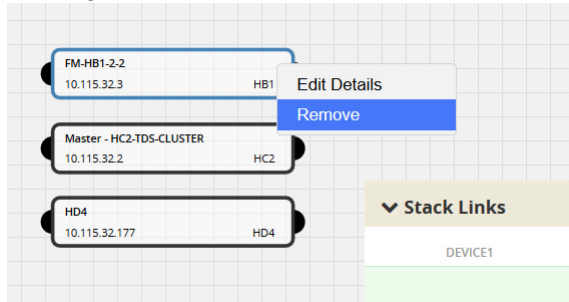 FM-HB1-2-2
10.115.32.3 HB1
Edit Details
Remove
Master - HC2-TDS-CLUSTER
10.115.32.2 HC2
HD4
10.115.32.177 HD4
Stack Links
DEVICE1